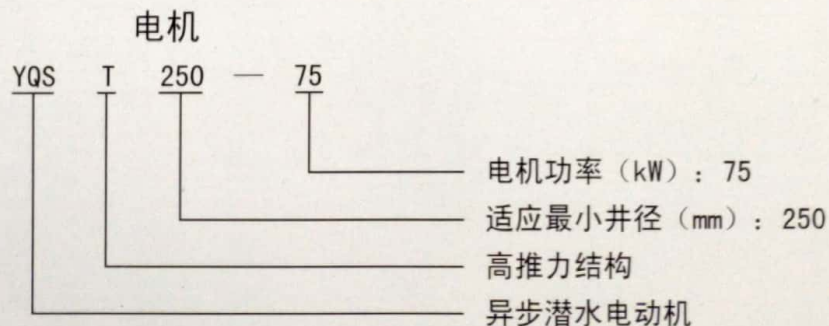 电机
YQS T 250 — 75
电机功率（kW）：75
适应最小井径（mm）：250
高推力结构
异步潜水电动机